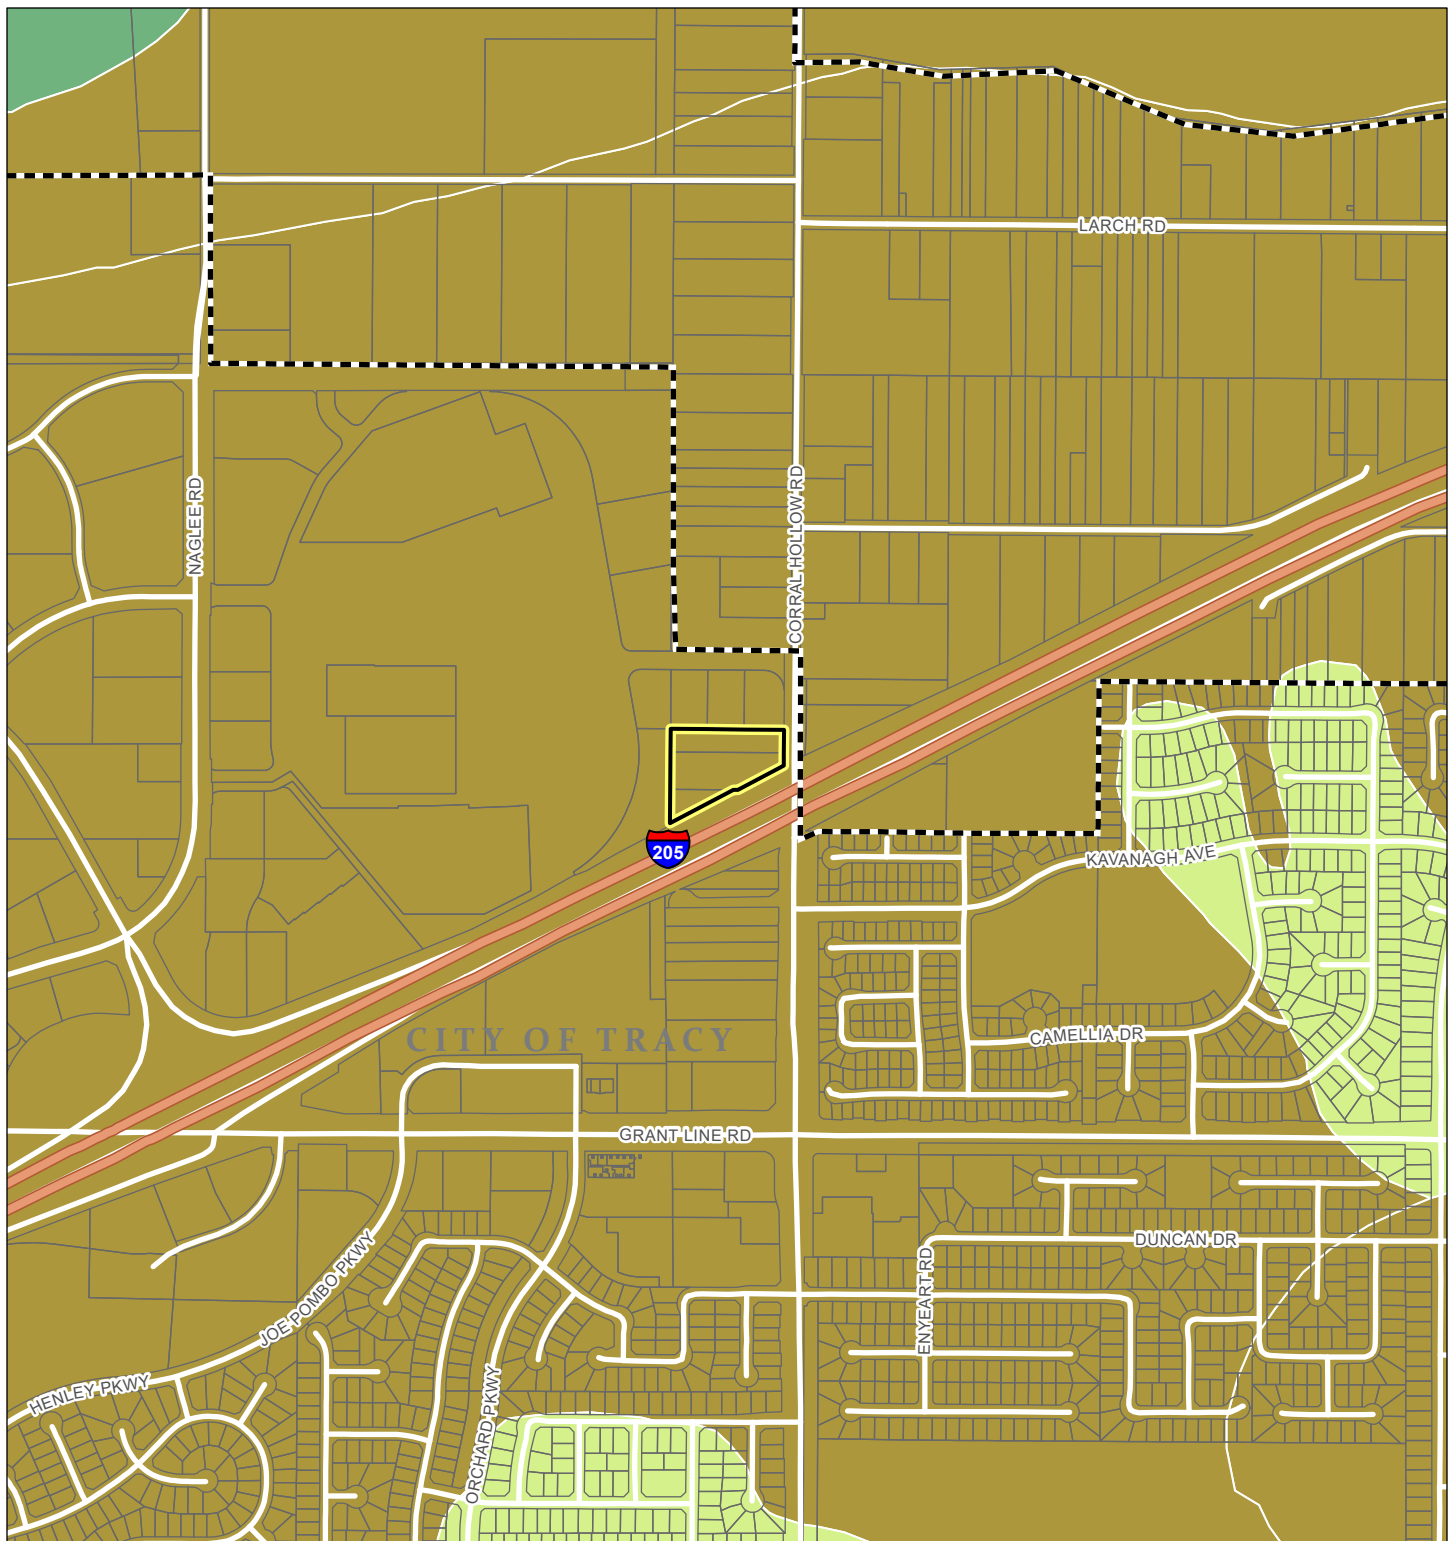 LARCH RD
NAGLEE RD
CORRAL HOLLOW RD
205
KAVANAGH AVE
CITY OF TRACY
CAMELLIA DR
GRANT LINE RD
JOE POMBO PKWY
ENYEART RD
DUNCAN DR
HENLEY PKWY
ORCHARD PKWY